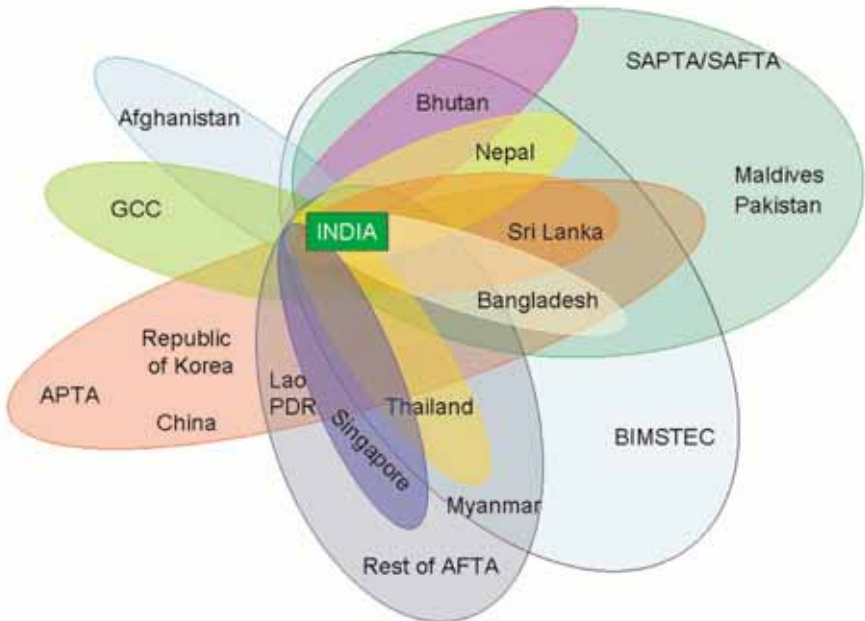 SAPTA/SAFTA
Bhutan
Afghanistan
Nepal
Maldives
Pakistan
GCC
INDIA
Sri Lanka
Bangladesh
Republic
of Korea
Lao
PDR
APTA
China
Thailand
Singapore
BIMSTEC
Myanmar
Rest of AFTA